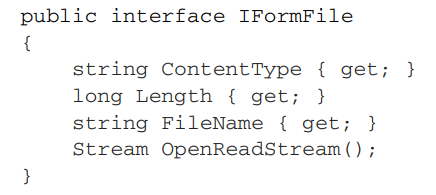 public interface IFormFile
{
    string ContentType { get; }
    long Length { get; }
    string FileName { get; }
    Stream OpenReadStream();
}